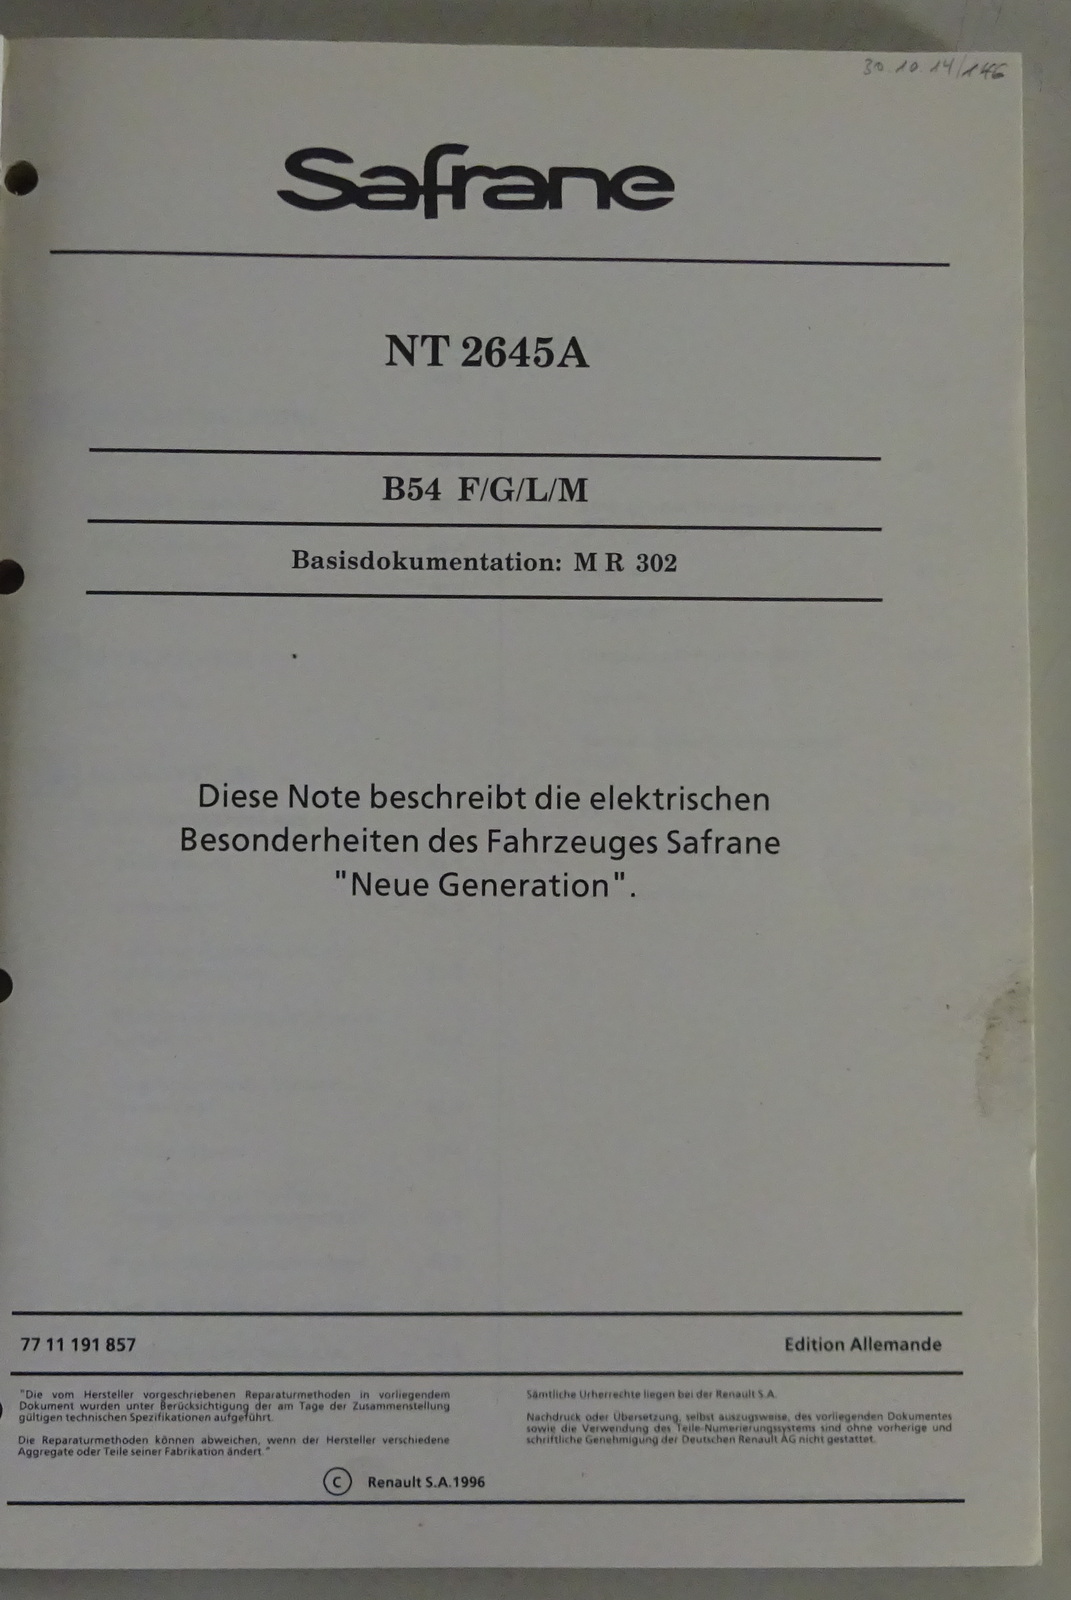 30.10.14/146
Safrane
NT 2645A
B54 F/G/L/M
Basisdokumentation: M R 302
Diese Note beschreibt die elektrischen
Besonderheiten des Fahrzeuges Safrane
"Neue Generation".
77 11 191 857
Edition Allemande
"Die vom Hersteller vorgeschriebenen Reparaturmethoden in vorliegendem
Dokument wurden unter Berücksichtigung der am Tage der Zusammenstellung
gültigen technischen Spezifikationen aufgeführt.
Die Reparaturmethoden können abweichen, wenn der Hersteller verschiedene
Aggregate oder Teile seiner Fabrikation ändert."
Sämtliche Urherrechte liegen bei der Renault S.A.
Nachdruck oder Übersetzung, selbst auszugsweise, des vorliegenden Dokumentes
sowie die Verwendung des Teile-Numerierungssystems sind ohne vorherige und
schriftliche Genehmigung der Deutschen Renault AG nicht gestattet.
© Renault S.A. 1996